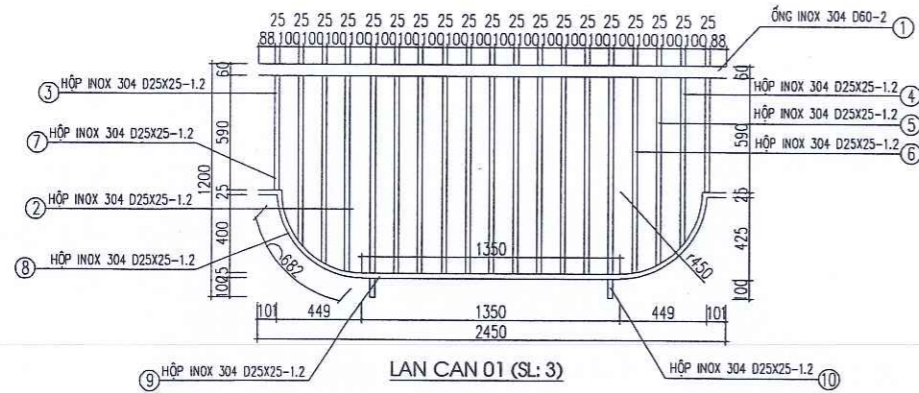 25 25 25 25 25 25 25 25 25 25 25 25 25 25 25 25 25 25 25
88 100 100 100 100 100 100 100 100 100 100 100 100 100 100 100 100 100 100 88
ỐNG INOX 304 D60-2 1
60
60
3 HỘP INOX 304 D25X25-1.2
HỘP INOX 304 D25X25-1.2 4
HỘP INOX 304 D25X25-1.2 5
590
590
7 HỘP INOX 304 D25X25-1.2
HỘP INOX 304 D25X25-1.2 6
1200
25
25
2 HỘP INOX 304 D25X25-1.2
400
425
8 HỘP INOX 304 D25X25-1.2
682
1350
r450
25
100
100
101 449 1350 449 101
2450
9 HỘP INOX 304 D25X25-1.2
LAN CAN 01 (SL: 3)
HỘP INOX 304 D25X25-1.2 10